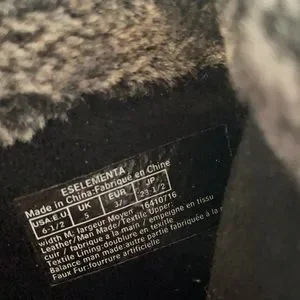 ESELEMENTA
Made in China:Fabriqué en Chine
USA.E.U UK EUR JP
6-1/2 5 23-1/2
width M: largeur Moyen 16410716
Leather/Man Made/Textile Upper:
cuir / fabriqué a la main / empeigne en tissu
Textile Lining:doublure en textile
Balance man made:autre partie fabriquée a la
Faux Fur:fourrure artificielle